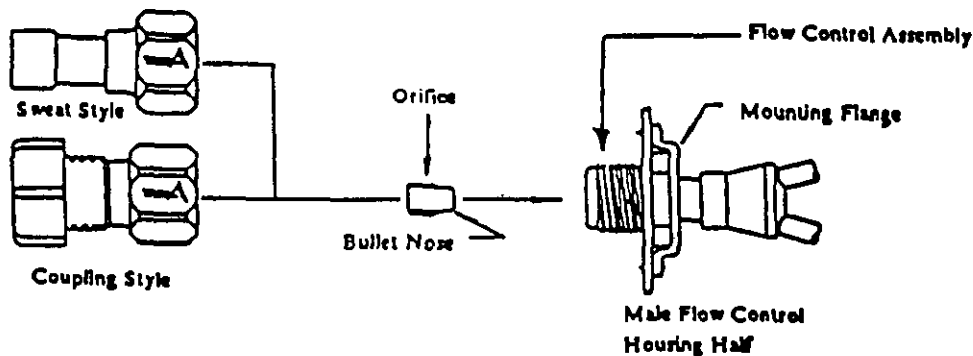 Flow Control Assembly
Orifice
Mounting Flange
Sweat Style
Bullet Nose
Coupling Style
Male Flow Control
Housing Half